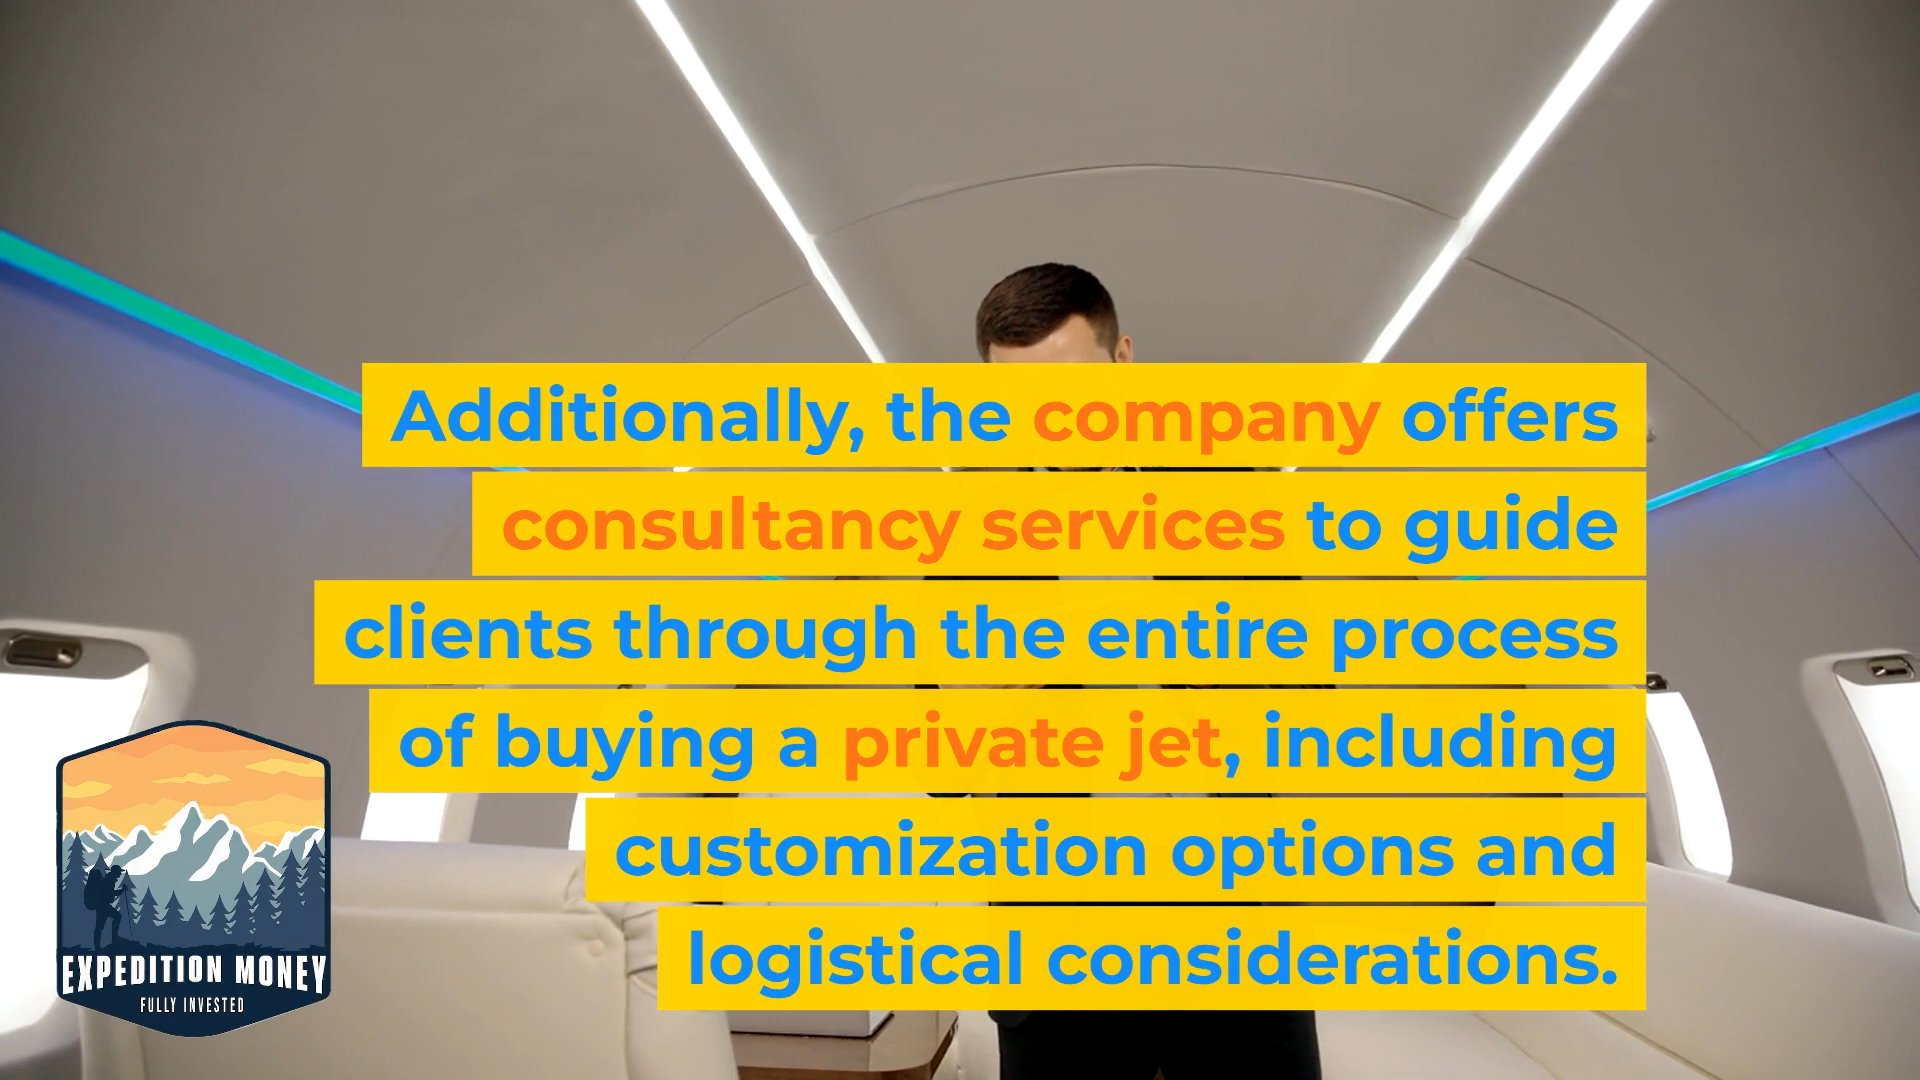 Additionally, the company offers
consultancy services to guide
clients through the entire process
of buying a private jet, including
customization options and
logistical considerations.
EXPEDITION MONEY
FULLY INVESTED